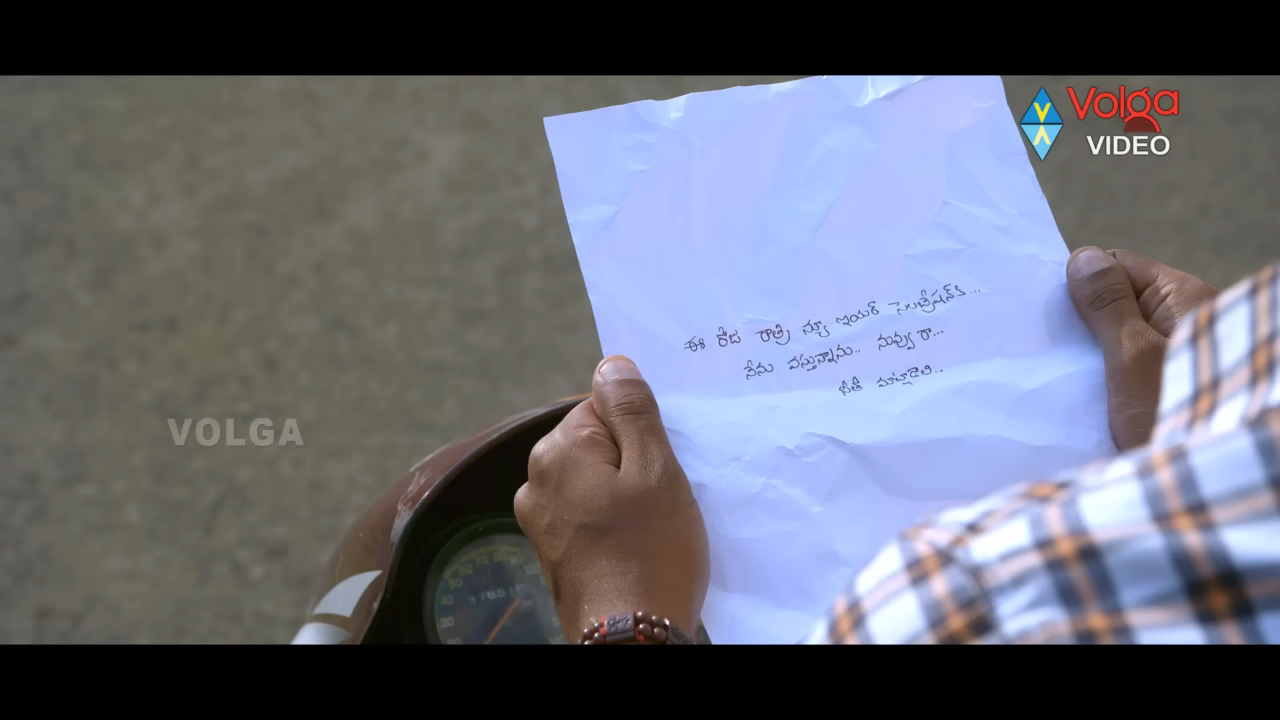 Volga
VIDEO
ఈ రోజు రాత్రి న్యూ ఇయర్ సెలబ్రేషన్‌కి...
నేను వస్తున్నాను.. నువ్వు రా...
నీతో మాట్లాడాలి..
VOLGA